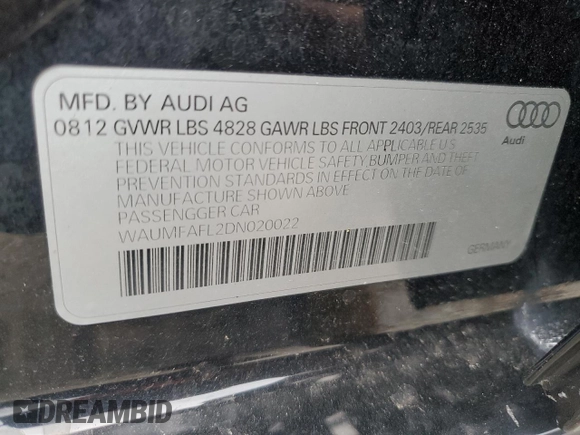 MFD. BY AUDI AG
0812 GVWR LBS 4828 GAWR LBS FRONT 2403/REAR 2535
THIS VEHICLE CONFORMS TO ALL APPLICABLE U.S
FEDERAL MOTOR VEHICLE SAFETY,BUMPER AND THEFT
PREVENTION STANDARDS IN EFFECT ON THE DATE OF
MANUFACTURE SHOWN ABOVE
PASSENGGER CAR
WAUMFAFL2DN020022
Audi
GERMANY
DREAMBID